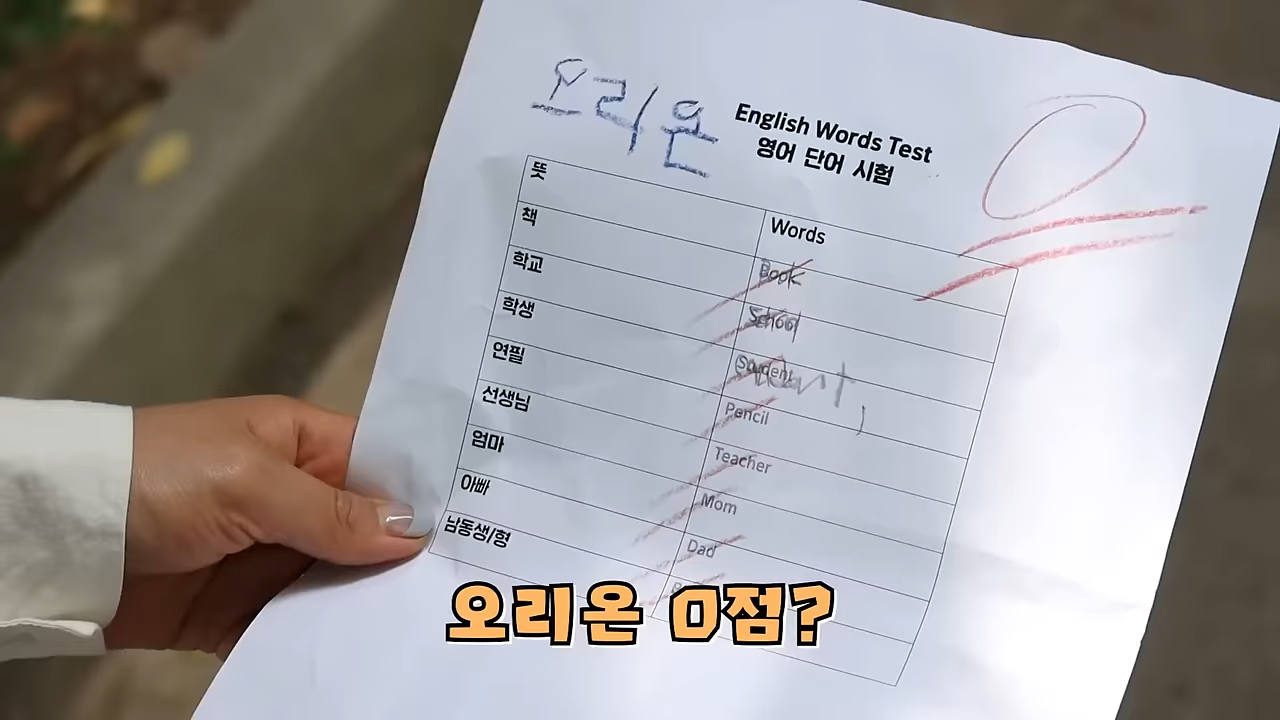 오리온
English Words Test
영어 단어 시험
0
뜻 Words
책 Book
학교 School
학생 Student
연필 Pencil
선생님 Teacher
엄마 Mom
아빠 Dad
남동생/형
오리온 0점?